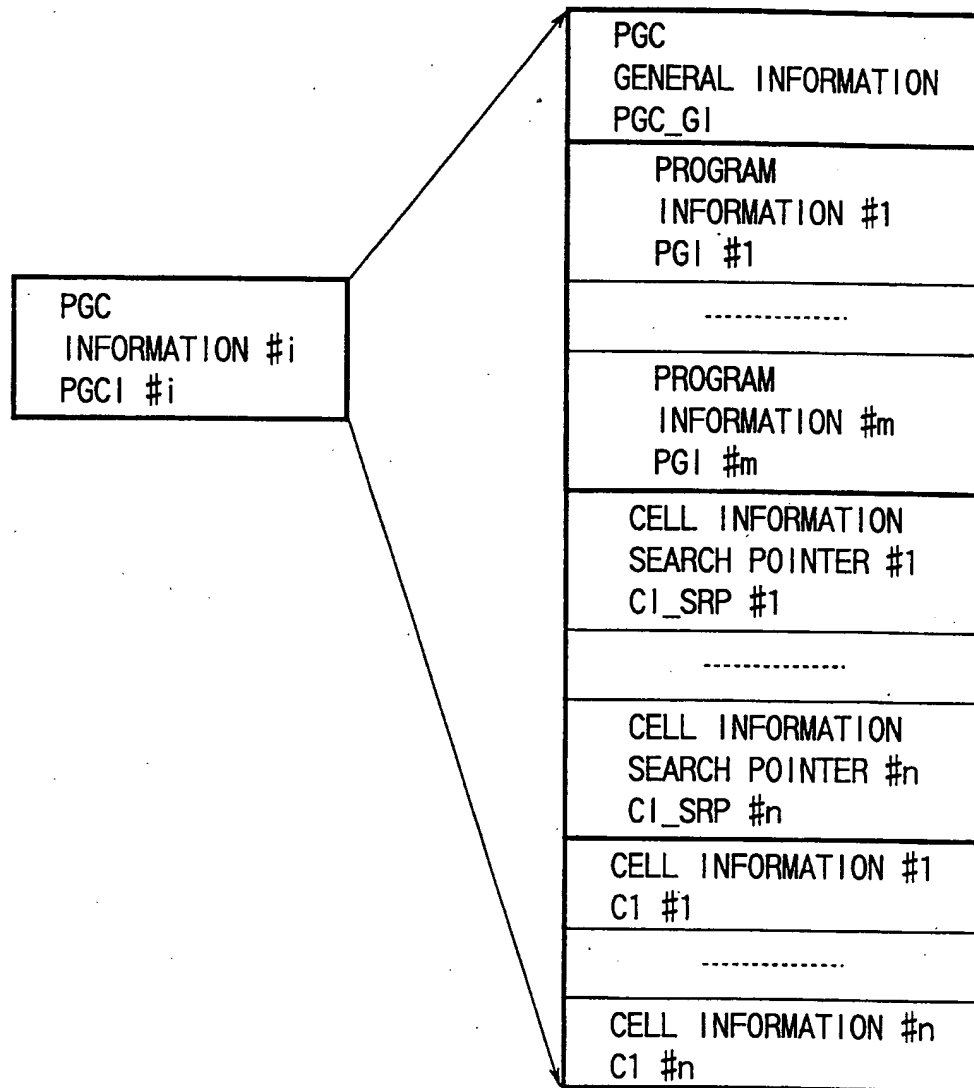 PGC
GENERAL INFORMATION
PGC_GI
PROGRAM
INFORMATION #1
PGI #1
--------------
PROGRAM
INFORMATION #m
PGI #m
CELL INFORMATION
SEARCH POINTER #1
CI_SRP #1
--------------
CELL INFORMATION
SEARCH POINTER #n
CI_SRP #n
CELL INFORMATION #1
C1 #1
--------------
CELL INFORMATION #n
C1 #n
PGC
INFORMATION #i
PGCI #i